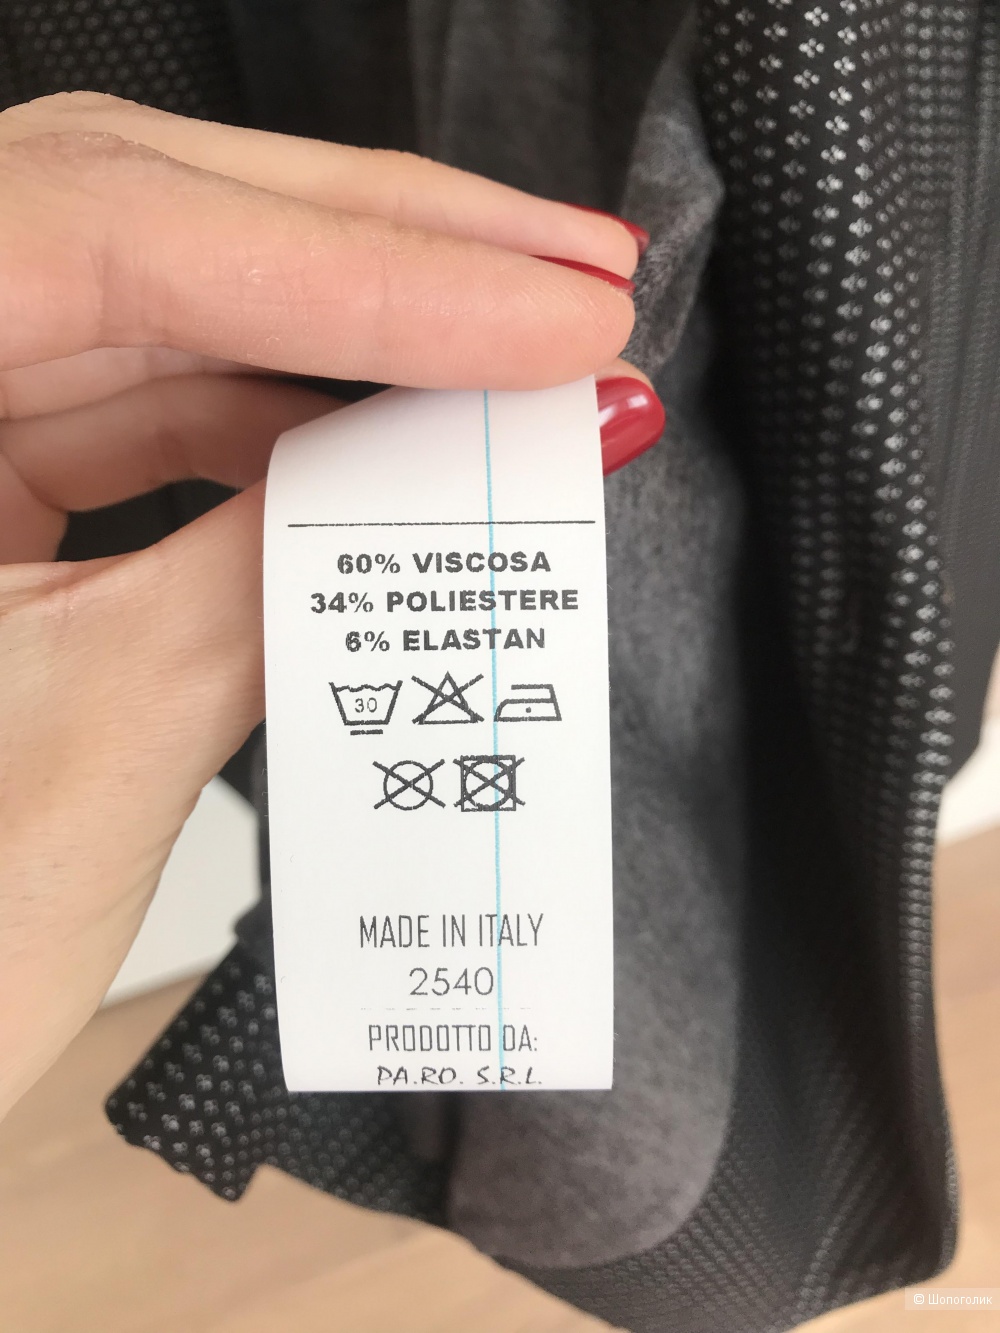 60% VISCOSA
34% POLIESTERE
6% ELASTAN
30
MADE IN ITALY
2540
PRODOTTO DA:
PA.RO. S.R.L.
© Шопоголик